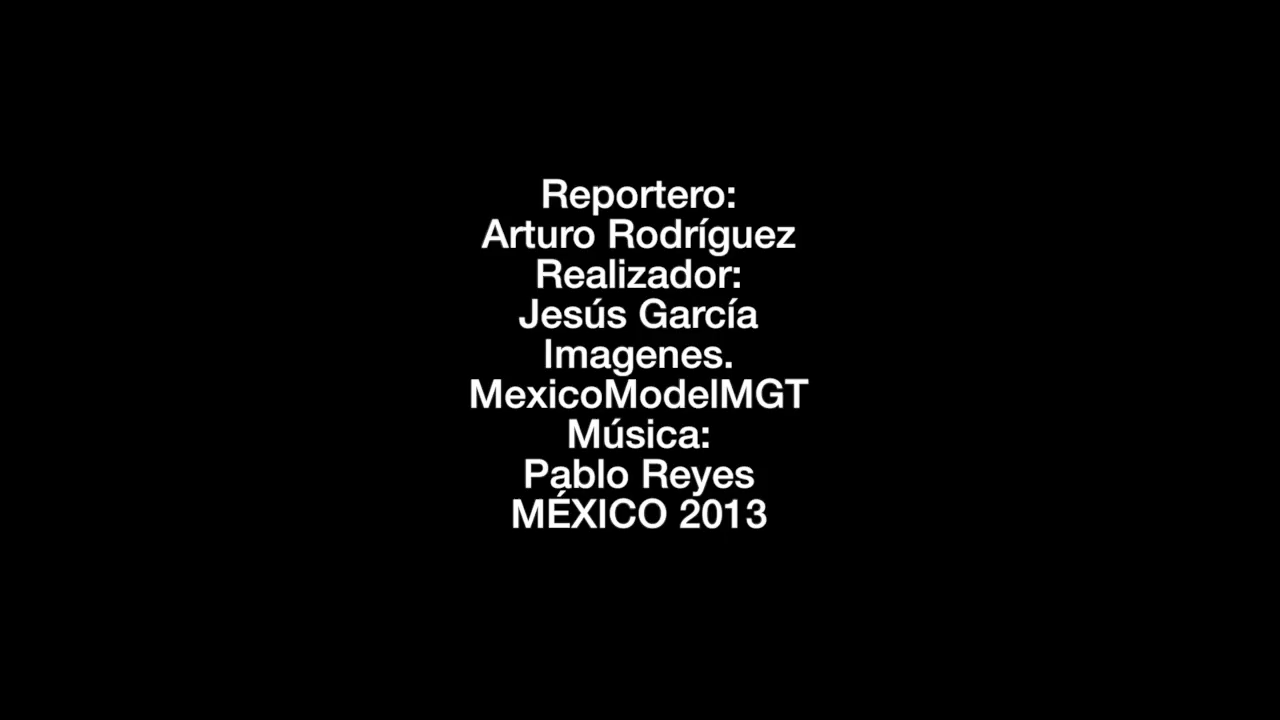 Reportero:
Arturo Rodríguez
Realizador:
Jesús García
Imagenes.
MexicoModelMGT
Música:
Pablo Reyes
MÉXICO 2013